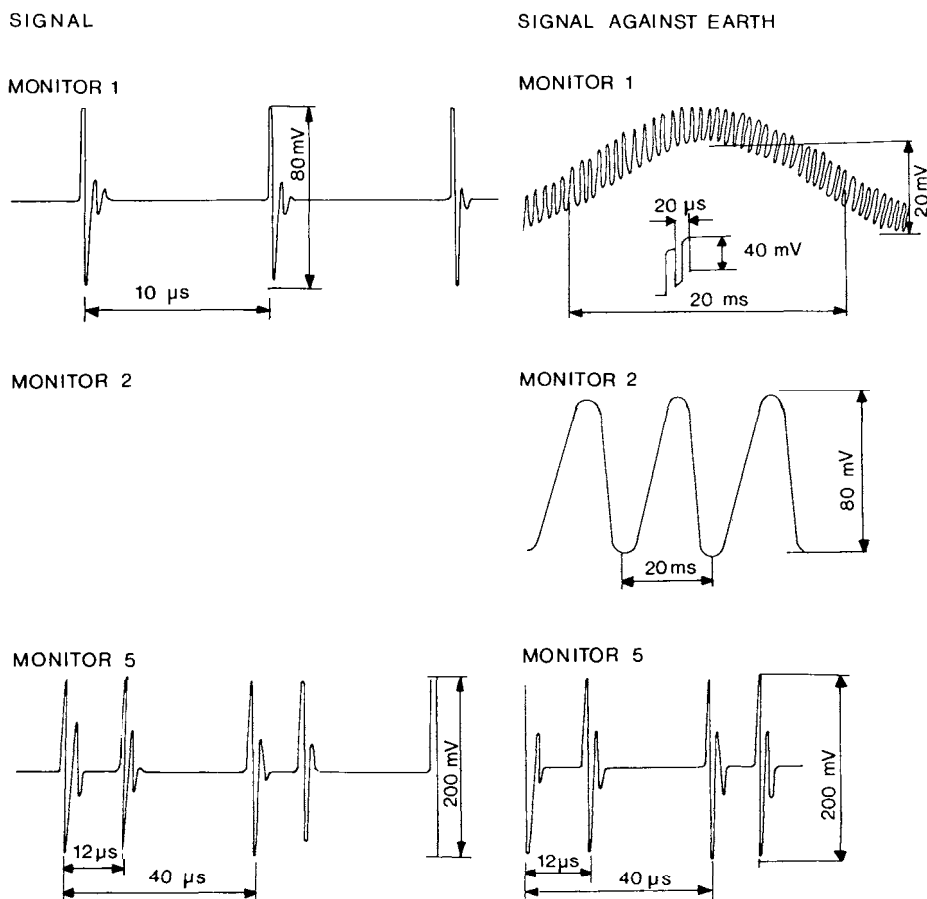 SIGNAL
MONITOR 1
80 mV
10 µs
MONITOR 2
MONITOR 5
200 mV
12 µs
40 µs
SIGNAL AGAINST EARTH
MONITOR 1
20 mV
20 µs
40 mV
20 ms
MONITOR 2
80 mV
20 ms
MONITOR 5
200 mV
12 µs
40 µs